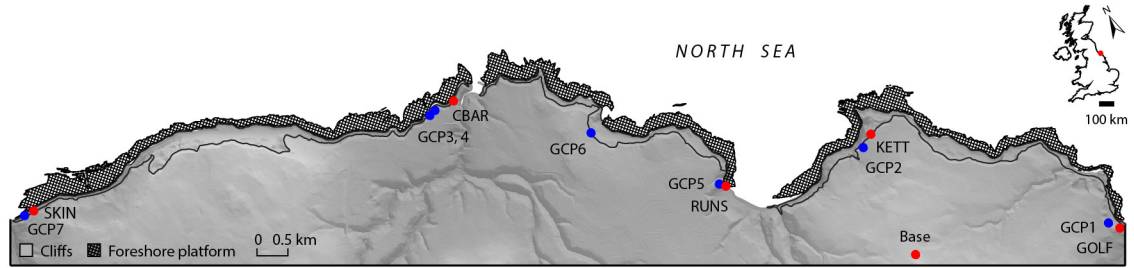 N
NORTH SEA
100 km
CBAR
GCP3, 4
GCP6
KETT
GCP2
GCP5
RUNS
SKIN
GCP7
GCP1
GOLF
Base
0 0.5 km
Cliffs
Foreshore platform